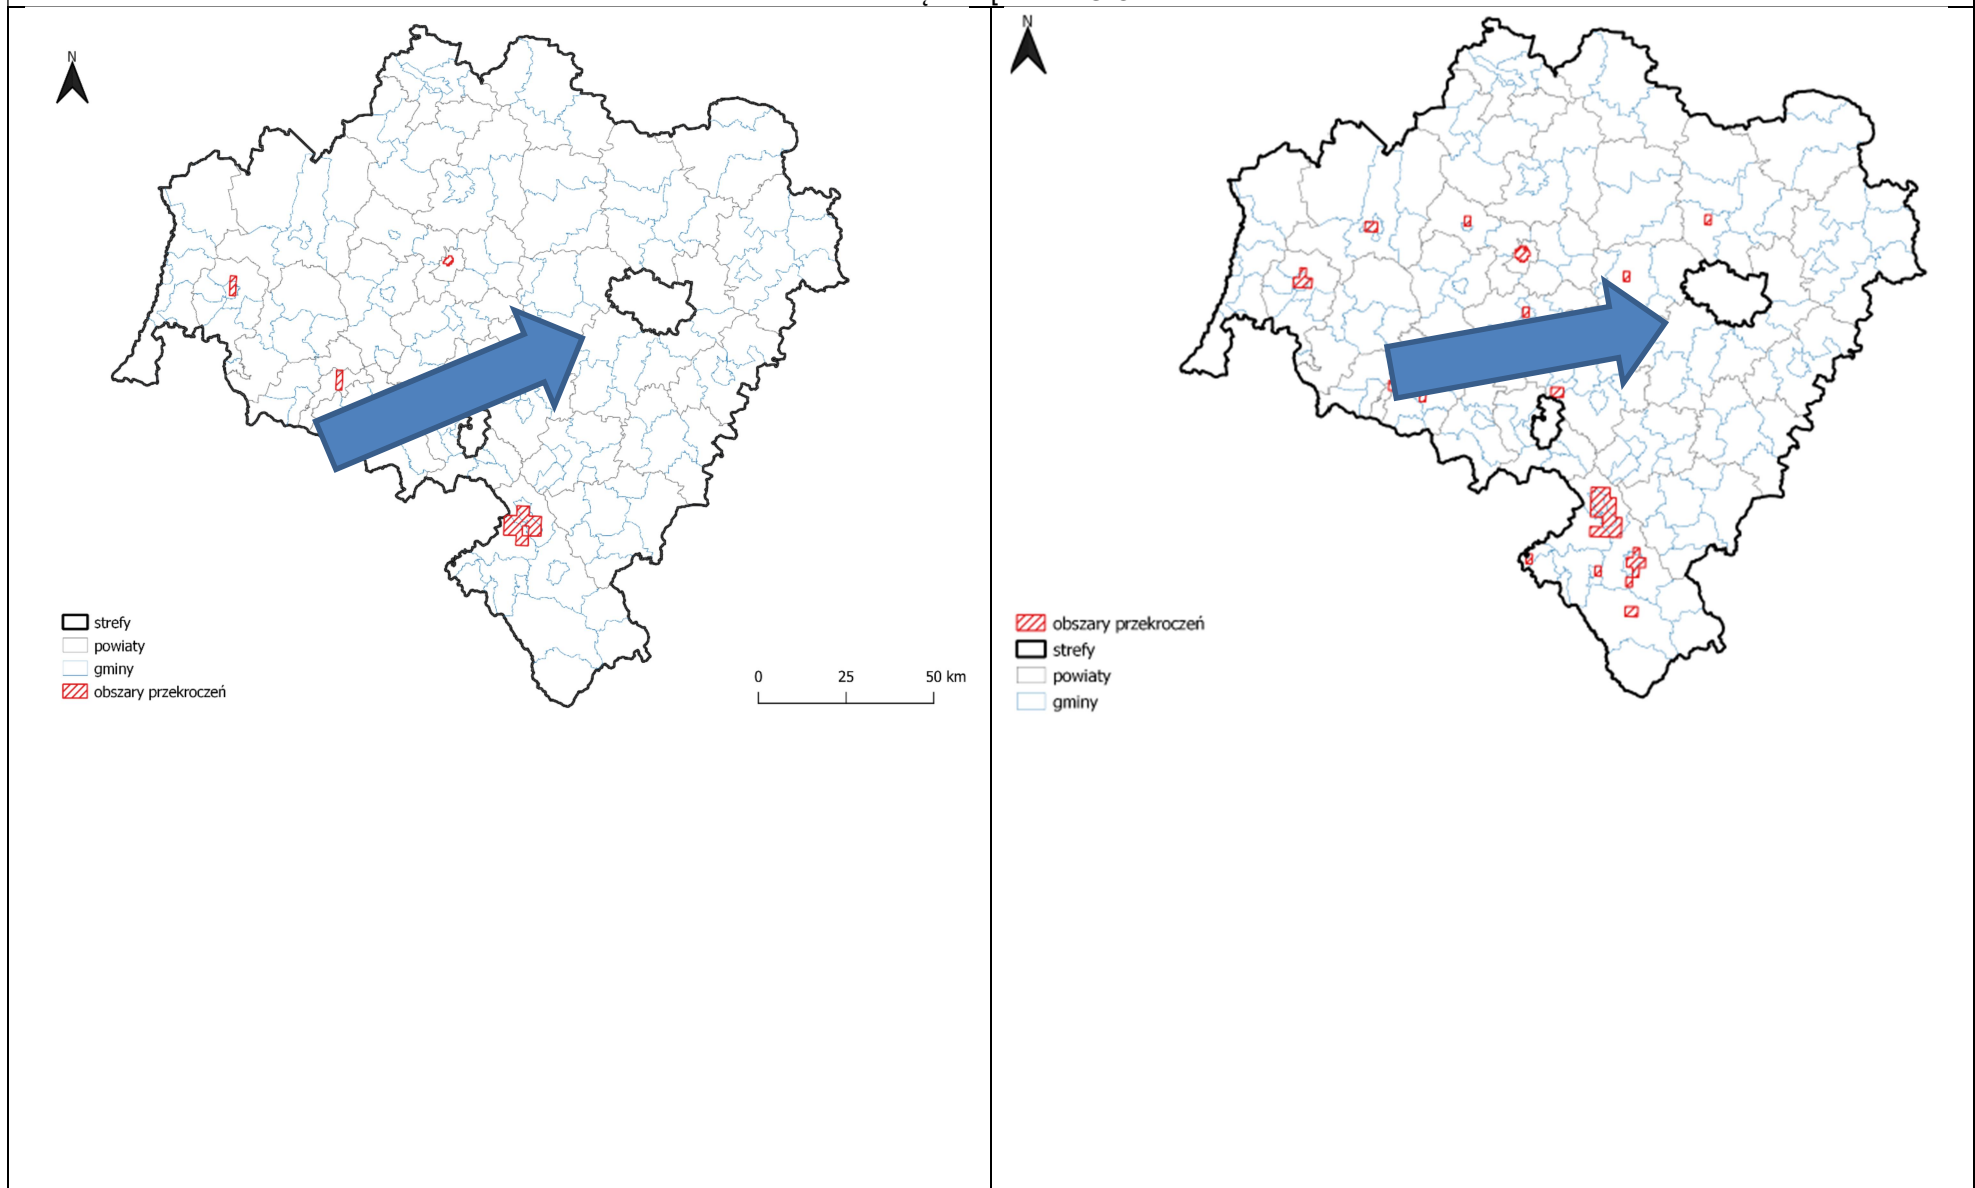 N
strefy
powiaty
gminy
obszary przekroczeń
0 25 50 km
N
obszary przekroczeń
strefy
powiaty
gminy